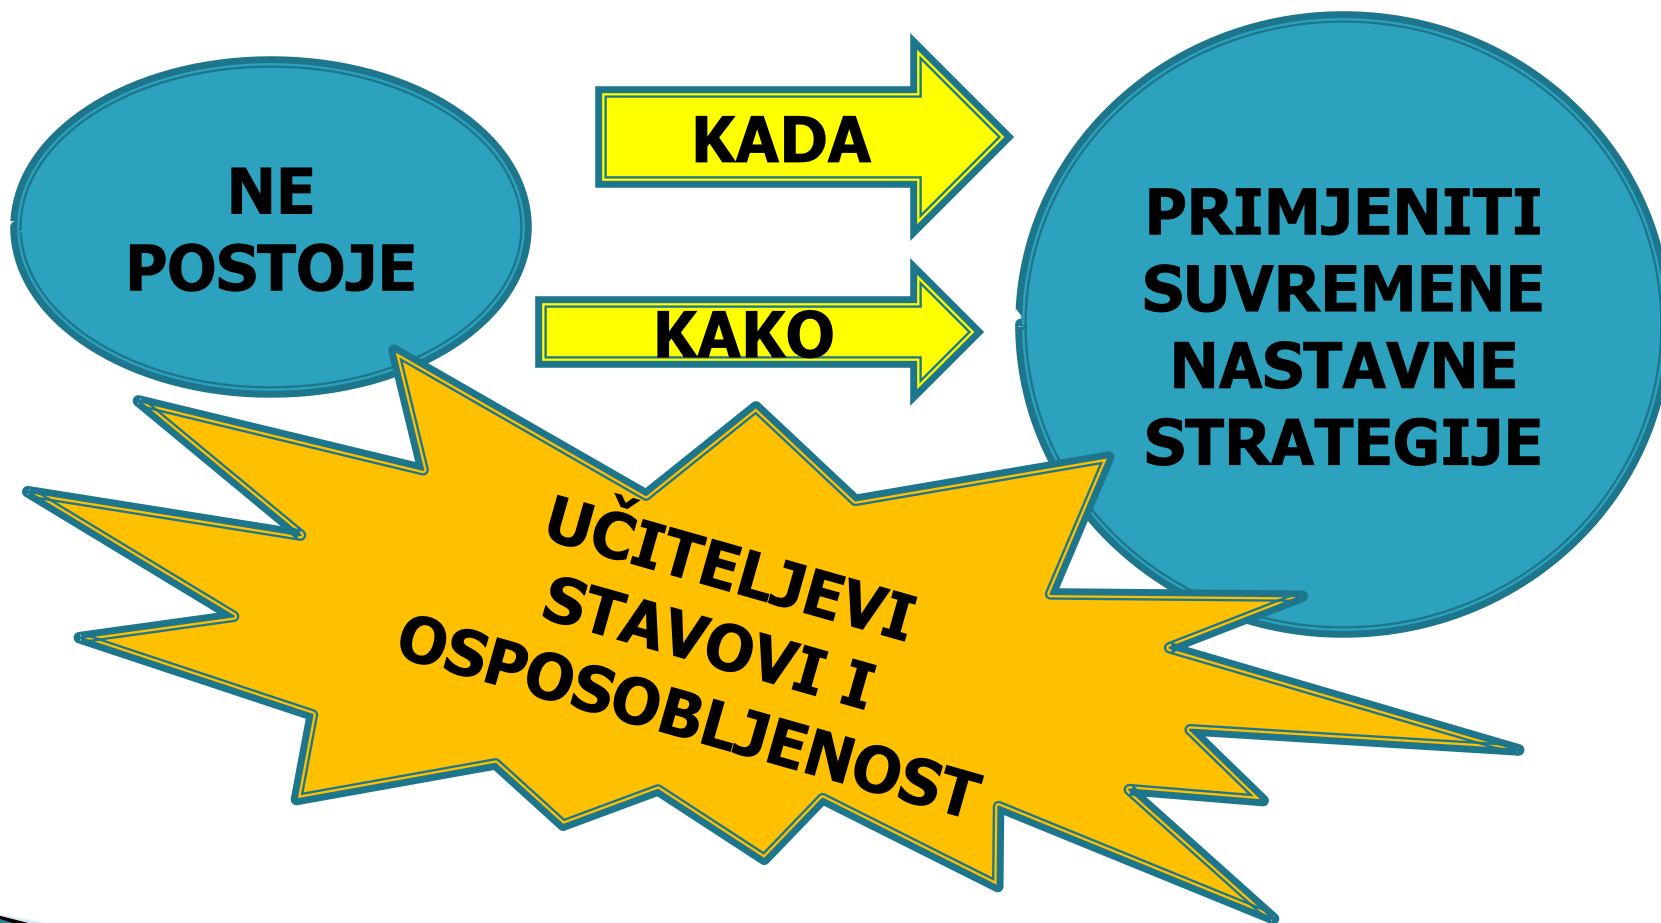 NE
POSTOJE
KADA
KAKO
PRIMJENITI
SUVREMENE
NASTAVNE
STRATEGIJE
UČITELJEVI
STAVOVI I
OSPOSOBLJENOST